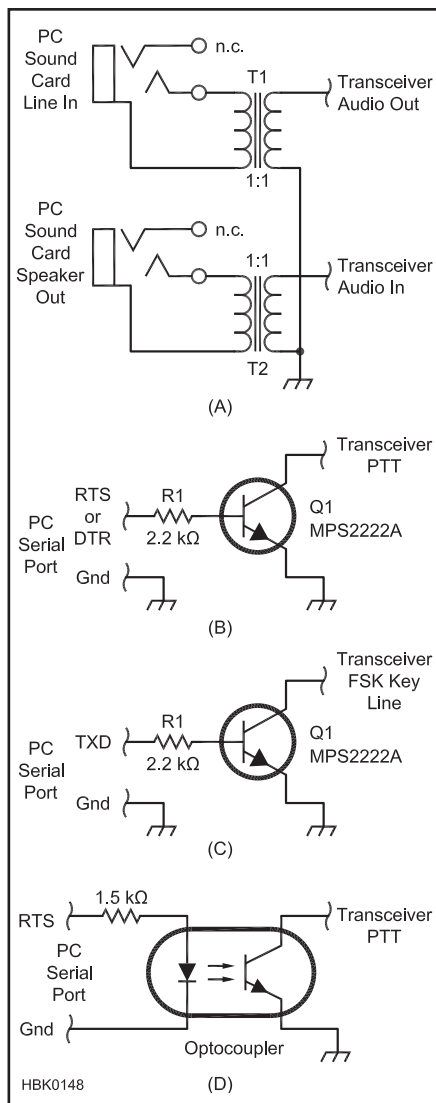 PC
Sound
Card
Line In
n.c.
T1
1:1
Transceiver
Audio Out
PC
Sound
Card
Speaker
Out
n.c.
1:1
T2
Transceiver
Audio In
(A)
PC
Serial
Port
RTS
or
DTR
R1
2.2 kΩ
Gnd
Transceiver
PTT
Q1
MPS2222A
(B)
PC
Serial
Port
TXD
R1
2.2 kΩ
Gnd
Transceiver
FSK Key
Line
Q1
MPS2222A
(C)
1.5 kΩ
RTS
PC
Serial
Port
Gnd
Transceiver
PTT
Optocoupler
HBK0148
(D)